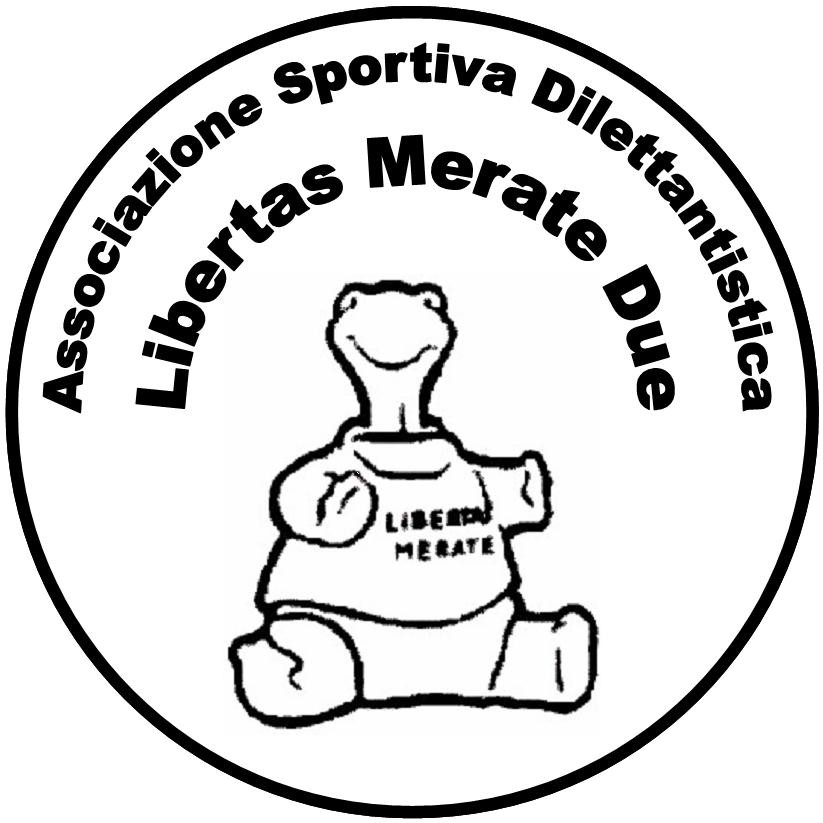 Associazione Sportiva Dilettantistica
Libertas Merate Due
MERATE